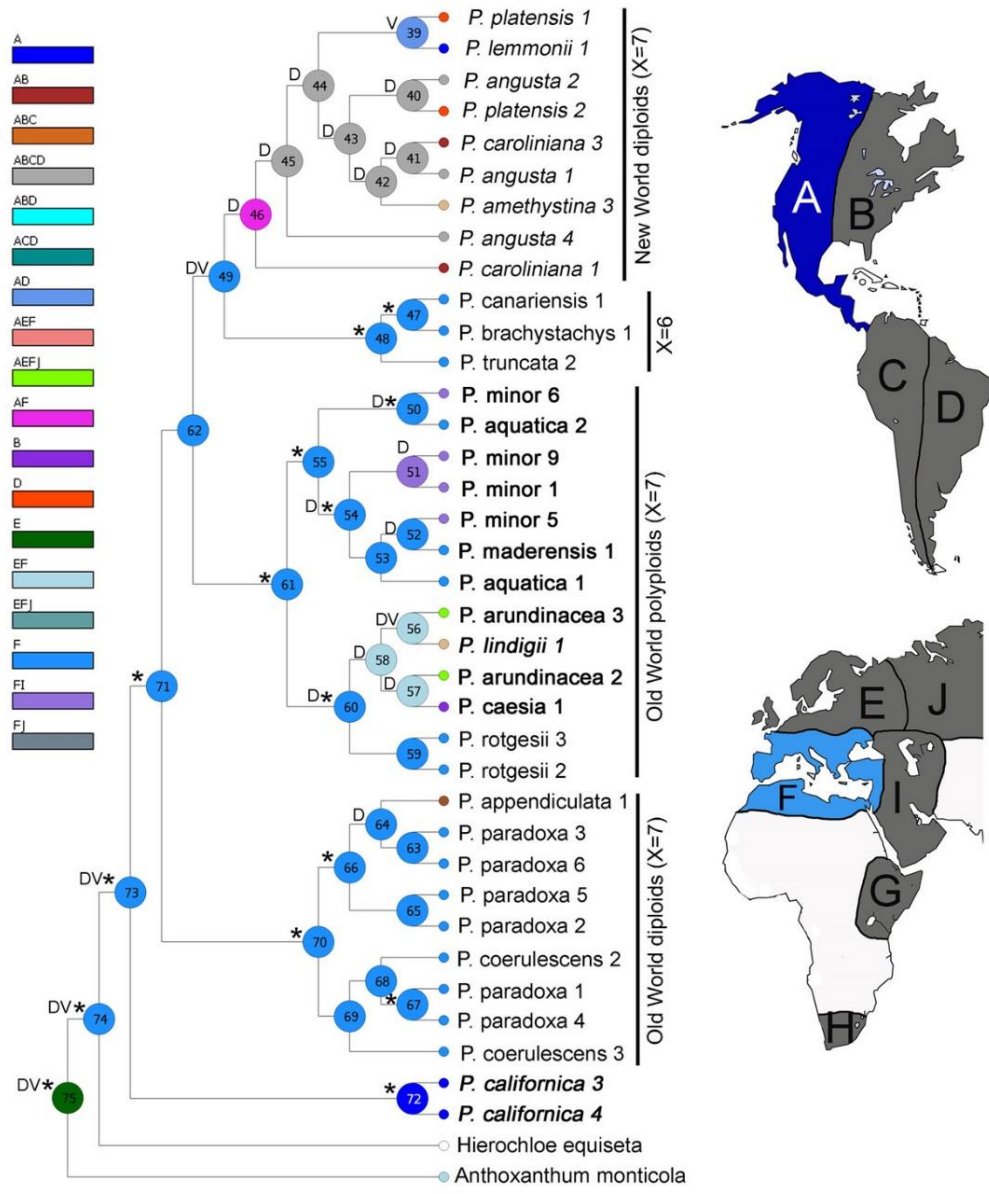 A
AB
ABC
ABCD
ABD
ACD
AD
AEF
AEFJ
AF
B
D
E
EF
EFJ
F
FI
FJ
V 39 P. platensis 1
P. lemmonii 1
D 44
P. angusta 2
D 40
P. platensis 2
D 43
D 45
P. caroliniana 3
D 41
P. angusta 1
D 42
P. amethystina 3
D 46
P. angusta 4
P. caroliniana 1
New World diploids (X=7)
DV 49
P. canariensis 1
* 47
P. brachystachys 1
* 48
P. truncata 2
X=6
62
P. minor 6
D* 50
P. aquatica 2
* 55
P. minor 9
D 51
P. minor 1
D* 54
P. minor 5
D 52
P. maderensis 1
53
P. aquatica 1
* 61
P. arundinacea 3
DV 56
P. lindigii 1
D 58
P. arundinacea 2
D 57
P. caesia 1
D* 60
P. rotgesii 3
59
P. rotgesii 2
Old World polyploids (X=7)
* 71
P. appendiculata 1
D 64
P. paradoxa 3
63
P. paradoxa 6
* 66
P. paradoxa 5
65
P. paradoxa 2
* 70
P. coerulescens 2
68
P. paradoxa 1
* 67
P. paradoxa 4
69
P. coerulescens 3
Old World diploids (X=7)
DV* 73
P. californica 3
* 72
P. californica 4
DV* 74
Hierochloe equiseta
DV* 75
Anthoxanthum monticola
A
B
C
D
E
J
F
I
G
H